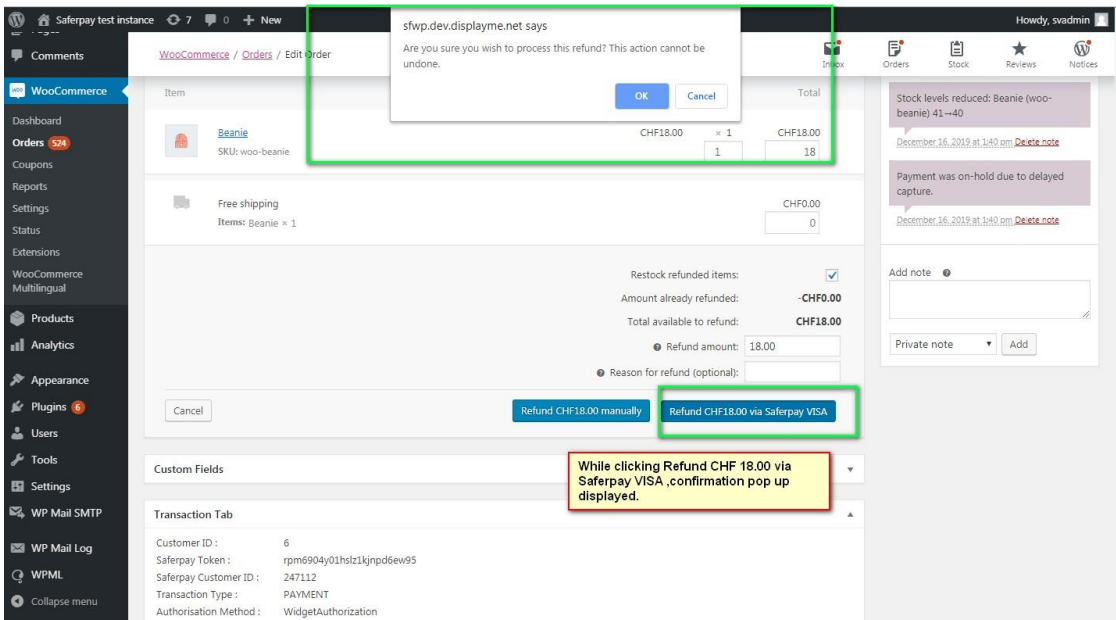 Saferpay test instance 7 0 + New
Howdy, svadmin
sfwp.dev.displayme.net says
Are you sure you wish to process this refund? This action cannot be
undone.
OK Cancel
Comments
WooCommerce
Dashboard
Orders 524
Coupons
Reports
Settings
Status
Extensions
WooCommerce
Multilingual
Products
Analytics
Appearance
Plugins 6
Users
Tools
Settings
WP Mail SMTP
WP Mail Log
WPML
Collapse menu
WooCommerce / Orders / Edit Order
Inbox Orders Stock Reviews Notices
Item Total
Beanie CHF18.00 × 1 CHF18.00
SKU: woo-beanie 1 18
Free shipping CHF0.00
Items: Beanie × 1 0
Restock refunded items:
Amount already refunded: -CHF0.00
Total available to refund: CHF18.00
Refund amount: 18.00
Reason for refund (optional):
Cancel Refund CHF18.00 manually Refund CHF18.00 via Saferpay VISA
While clicking Refund CHF 18.00 via
Saferpay VISA ,confirmation pop up
displayed.
Custom Fields
Transaction Tab
Customer ID : 6
Saferpay Token : rpm6904y01hslz1kjnpd6ew95
Saferpay Customer ID : 247112
Transaction Type : PAYMENT
Authorisation Method : WidgetAuthorization
Stock levels reduced: Beanie (woo-
beanie) 41→40
December 16, 2019 at 1:40 pm Delete note
Payment was on-hold due to delayed
capture.
December 16, 2019 at 1:40 pm Delete note
Add note
Private note Add